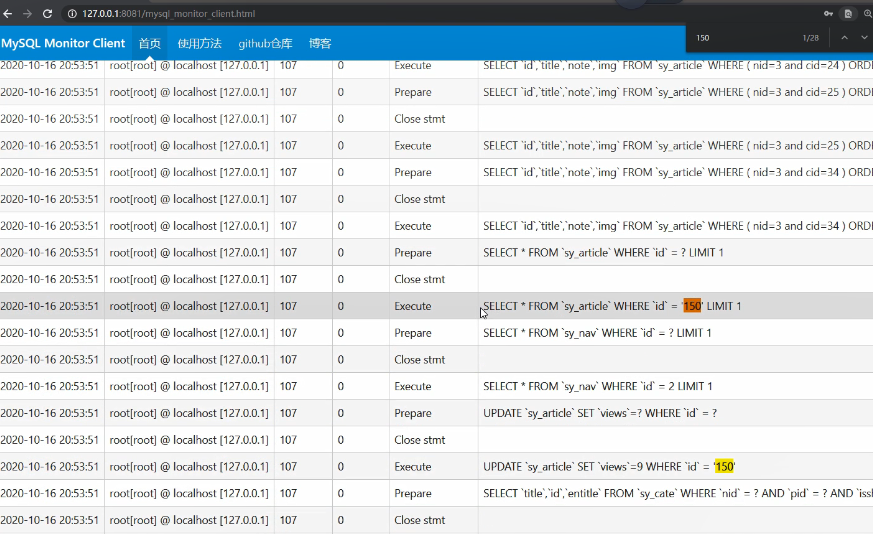 127.0.0.1:8081/mysql_monitor_client.html
150 1/28
MySQL Monitor Client 首页 使用方法 github仓库 博客
2020-10-16 20:53:51 root[root] @ localhost [127.0.0.1] 107 0 Execute SELECT `id`,`title`,`note`,`img` FROM `sy_article` WHERE ( nid=3 and cid=24 ) ORD
2020-10-16 20:53:51 root[root] @ localhost [127.0.0.1] 107 0 Prepare SELECT `id`,`title`,`note`,`img` FROM `sy_article` WHERE ( nid=3 and cid=25 ) ORD
2020-10-16 20:53:51 root[root] @ localhost [127.0.0.1] 107 0 Close stmt
2020-10-16 20:53:51 root[root] @ localhost [127.0.0.1] 107 0 Execute SELECT `id`,`title`,`note`,`img` FROM `sy_article` WHERE ( nid=3 and cid=25 ) ORD
2020-10-16 20:53:51 root[root] @ localhost [127.0.0.1] 107 0 Prepare SELECT `id`,`title`,`note`,`img` FROM `sy_article` WHERE ( nid=3 and cid=34 ) ORD
2020-10-16 20:53:51 root[root] @ localhost [127.0.0.1] 107 0 Close stmt
2020-10-16 20:53:51 root[root] @ localhost [127.0.0.1] 107 0 Execute SELECT `id`,`title`,`note`,`img` FROM `sy_article` WHERE ( nid=3 and cid=34 ) ORD
2020-10-16 20:53:51 root[root] @ localhost [127.0.0.1] 107 0 Prepare SELECT * FROM `sy_article` WHERE `id` = ? LIMIT 1
2020-10-16 20:53:51 root[root] @ localhost [127.0.0.1] 107 0 Close stmt
2020-10-16 20:53:51 root[root] @ localhost [127.0.0.1] 107 0 Execute SELECT * FROM `sy_article` WHERE `id` = '150' LIMIT 1
2020-10-16 20:53:51 root[root] @ localhost [127.0.0.1] 107 0 Prepare SELECT * FROM `sy_nav` WHERE `id` = ? LIMIT 1
2020-10-16 20:53:51 root[root] @ localhost [127.0.0.1] 107 0 Close stmt
2020-10-16 20:53:51 root[root] @ localhost [127.0.0.1] 107 0 Execute SELECT * FROM `sy_nav` WHERE `id` = 2 LIMIT 1
2020-10-16 20:53:51 root[root] @ localhost [127.0.0.1] 107 0 Prepare UPDATE `sy_article` SET `views`=? WHERE `id` = ?
2020-10-16 20:53:51 root[root] @ localhost [127.0.0.1] 107 0 Close stmt
2020-10-16 20:53:51 root[root] @ localhost [127.0.0.1] 107 0 Execute UPDATE `sy_article` SET `views`=9 WHERE `id` = '150'
2020-10-16 20:53:51 root[root] @ localhost [127.0.0.1] 107 0 Prepare SELECT `title`,`id`,`entitle` FROM `sy_cate` WHERE `nid` = ? AND `pid` = ? AND `iss
2020-10-16 20:53:51 root[root] @ localhost [127.0.0.1] 107 0 Close stmt